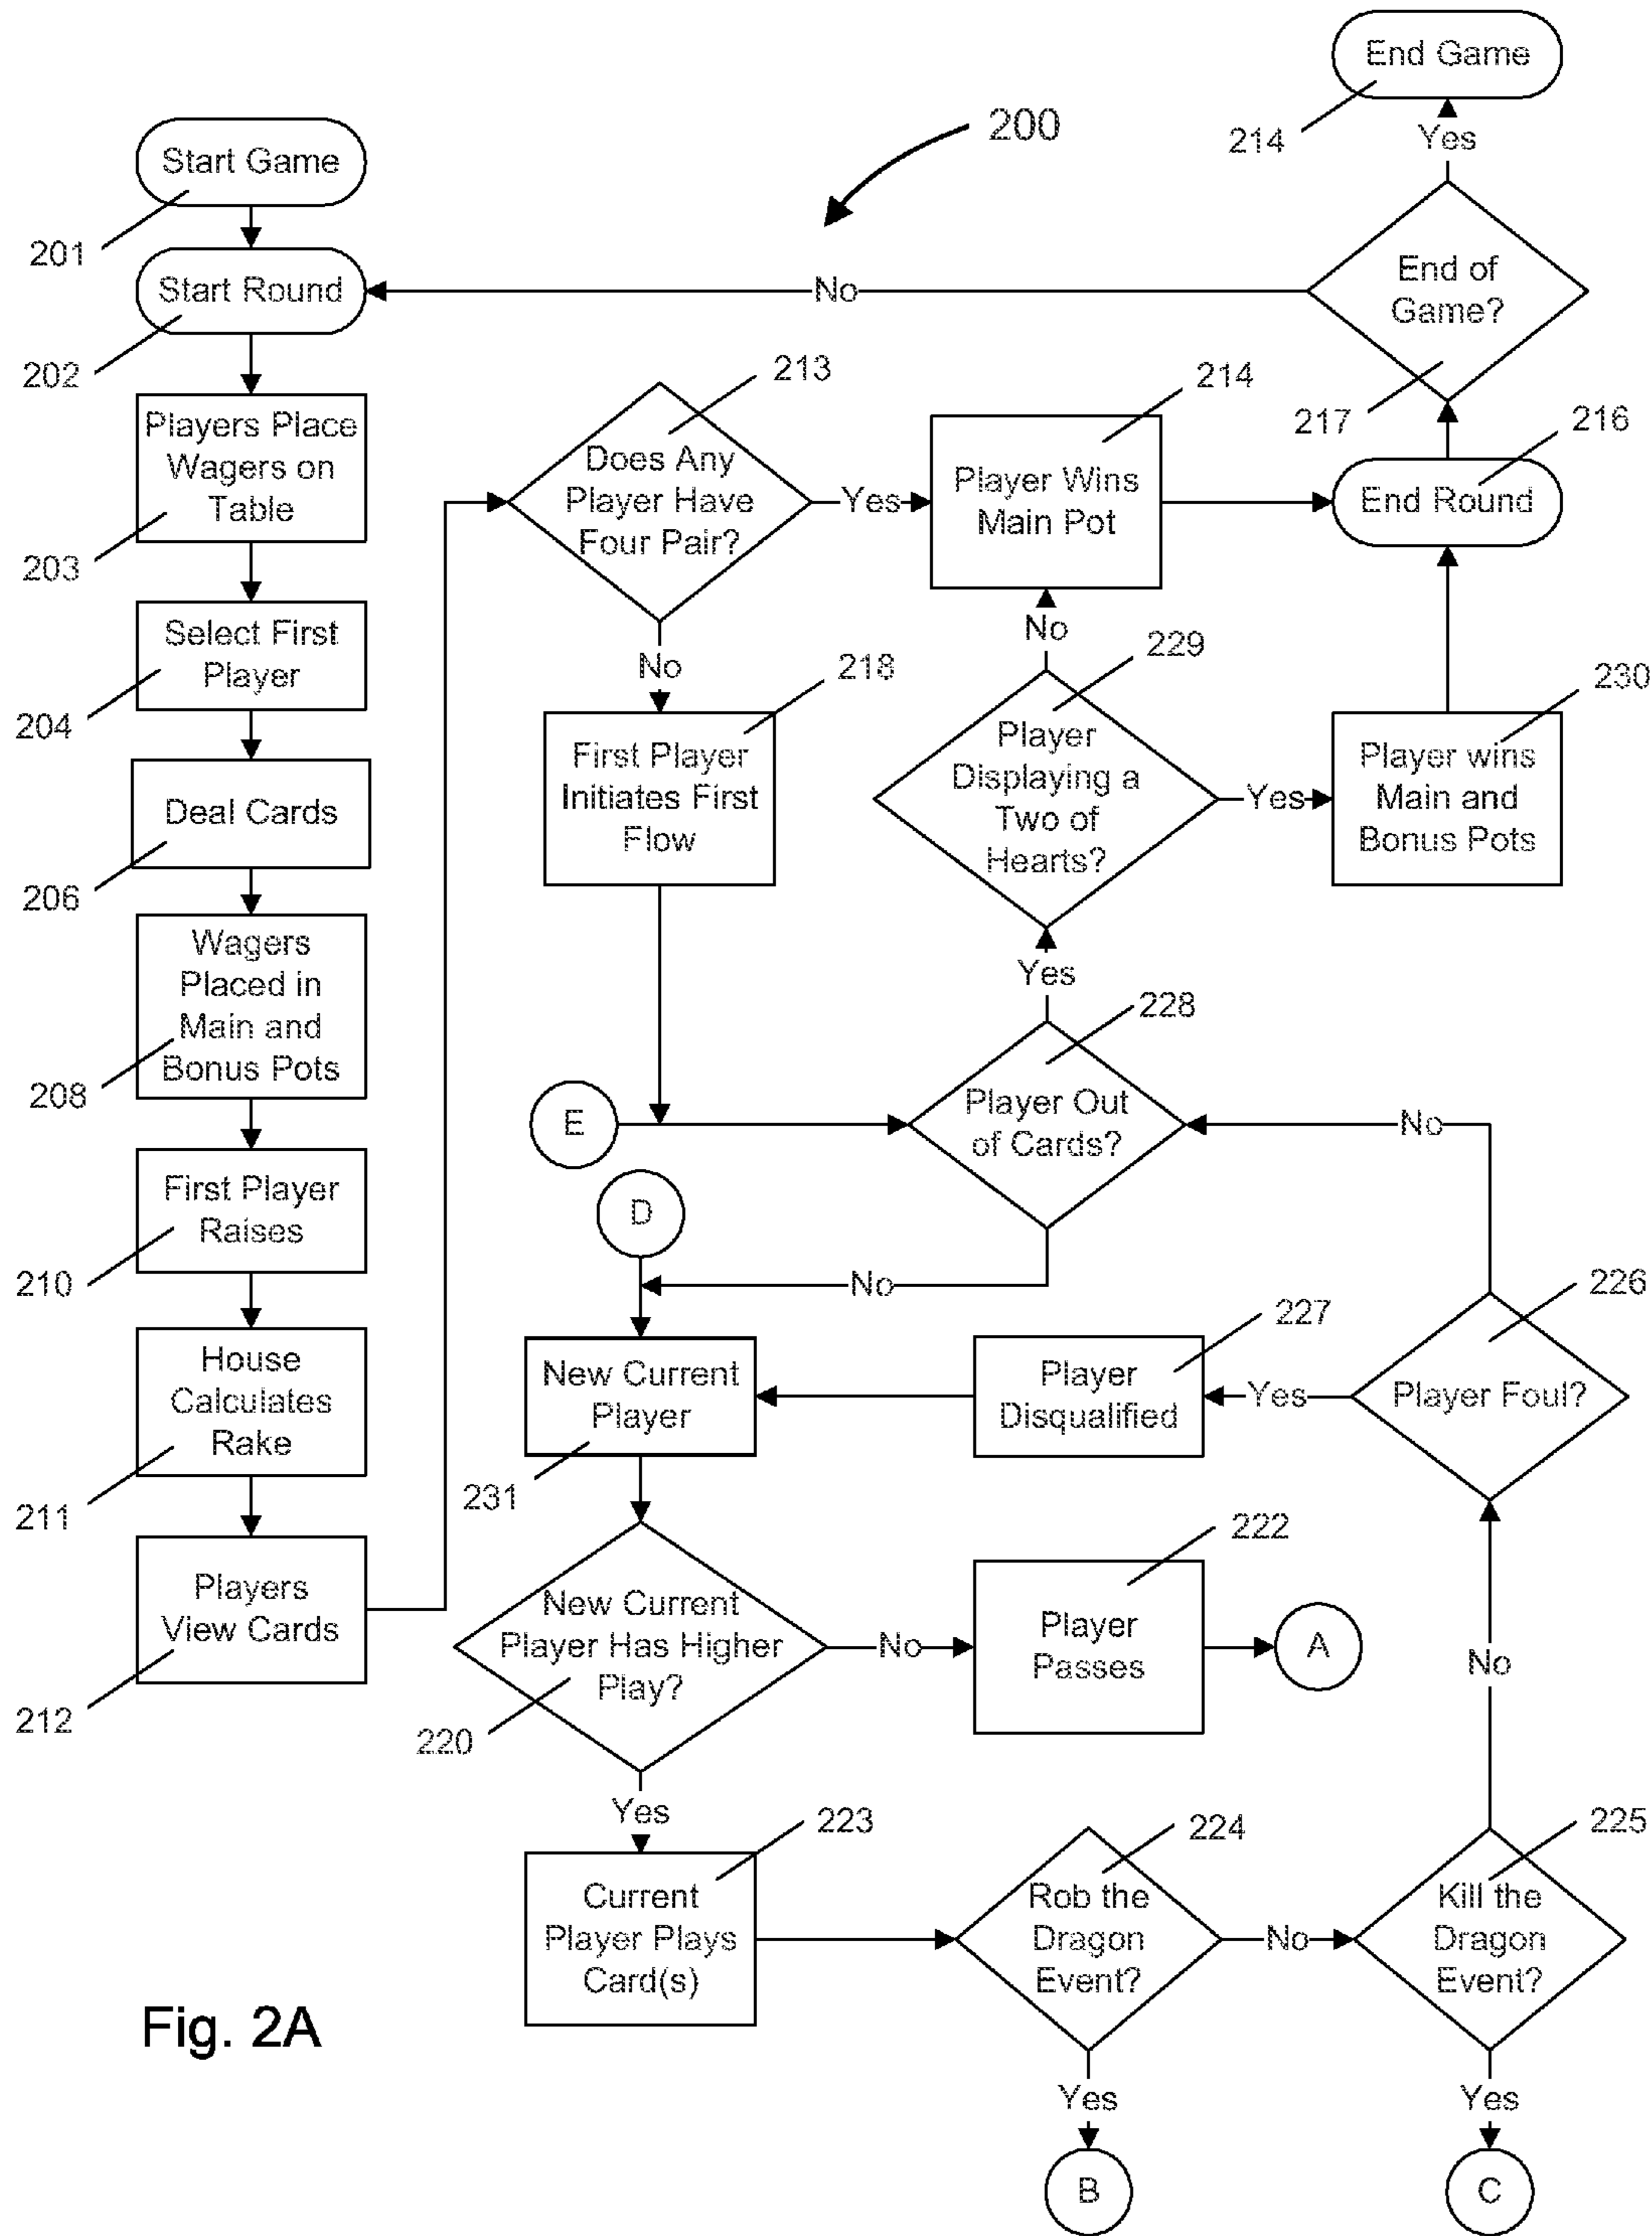 End Game
214
Yes
200
Start Game
201
Start Round
202
No
End of
Game?
217
Players Place
Wagers on
Table
203
Select First
Player
204
Deal Cards
206
Wagers
Placed in
Main and
Bonus Pots
208
First Player
Raises
210
House
Calculates
Rake
211
Players
View Cards
212
213
Does Any
Player Have
Four Pair?
Yes
No
214
Player Wins
Main Pot
216
End Round
218
First Player
Initiates First
Flow
No
229
Player
Displaying a
Two of
Hearts?
Yes
230
Player wins
Main and
Bonus Pots
Yes
228
Player Out
of Cards?
E
D
No
No
226
Player Foul?
Yes
227
Player
Disqualified
New Current
Player
231
New Current
Player Has Higher
Play?
220
No
222
Player
Passes
A
No
Yes
223
Current
Player Plays
Card(s)
224
Rob the
Dragon
Event?
No
225
Kill the
Dragon
Event?
Yes
Yes
B
C
Fig. 2A